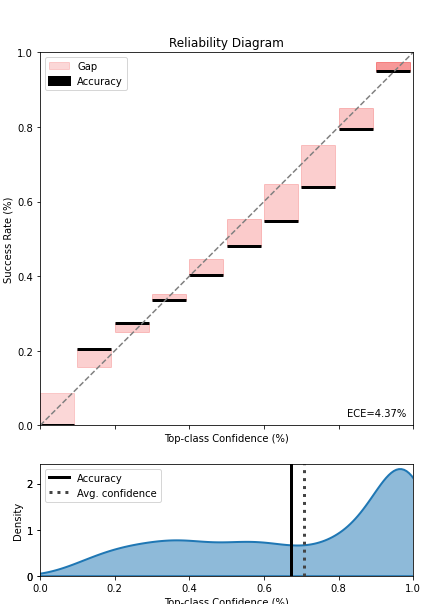 Reliability Diagram
Gap
Accuracy
1.0
0.8
0.6
0.4
0.2
0.0
Success Rate (%)
ECE=4.37%
Top-class Confidence (%)
Accuracy
Avg. confidence
2
2
1
0
0
Density
0.0 0.2 0.4 0.6 0.8 1.0
Top-class Confidence (%)